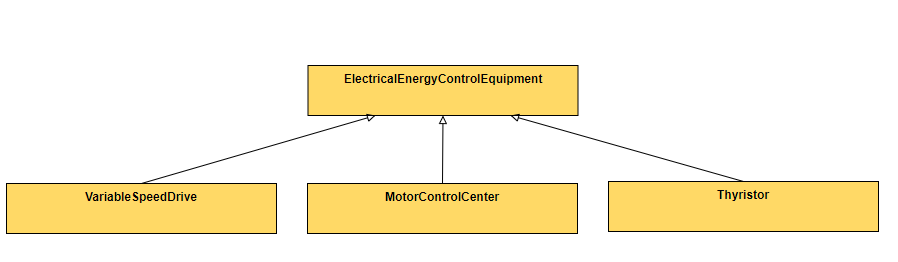 ElectricalEnergyControlEquipment
VariableSpeedDrive
MotorControlCenter
Thyristor